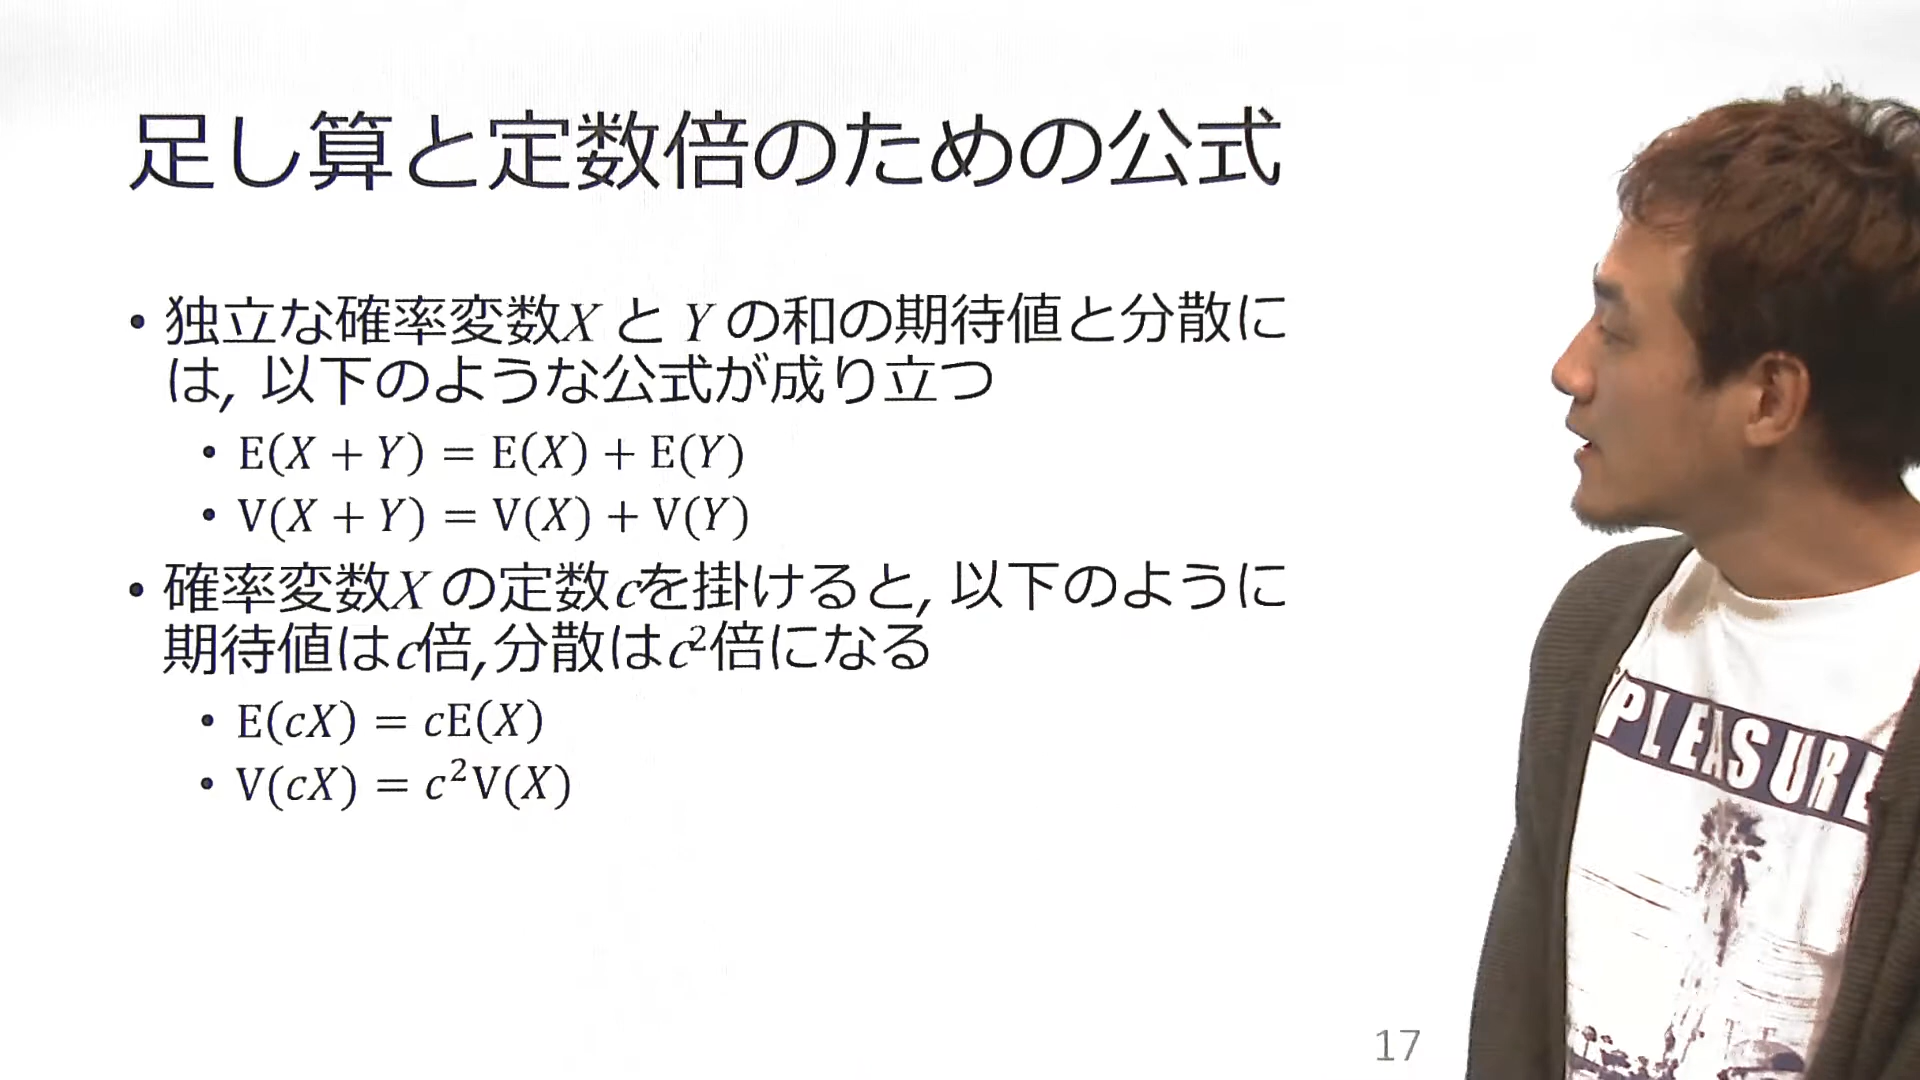 足し算と定数倍のための公式
• 独立な確率変数X と Y の和の期待値と分散に
は, 以下のような公式が成り立つ
• E(X + Y) = E(X) + E(Y)
• V(X + Y) = V(X) + V(Y)
• 確率変数X の定数cを掛けると, 以下のように
期待値はc倍,分散はc²倍になる
• E(cX) = cE(X)
• V(cX) = c²V(X)
PLEASURE
17